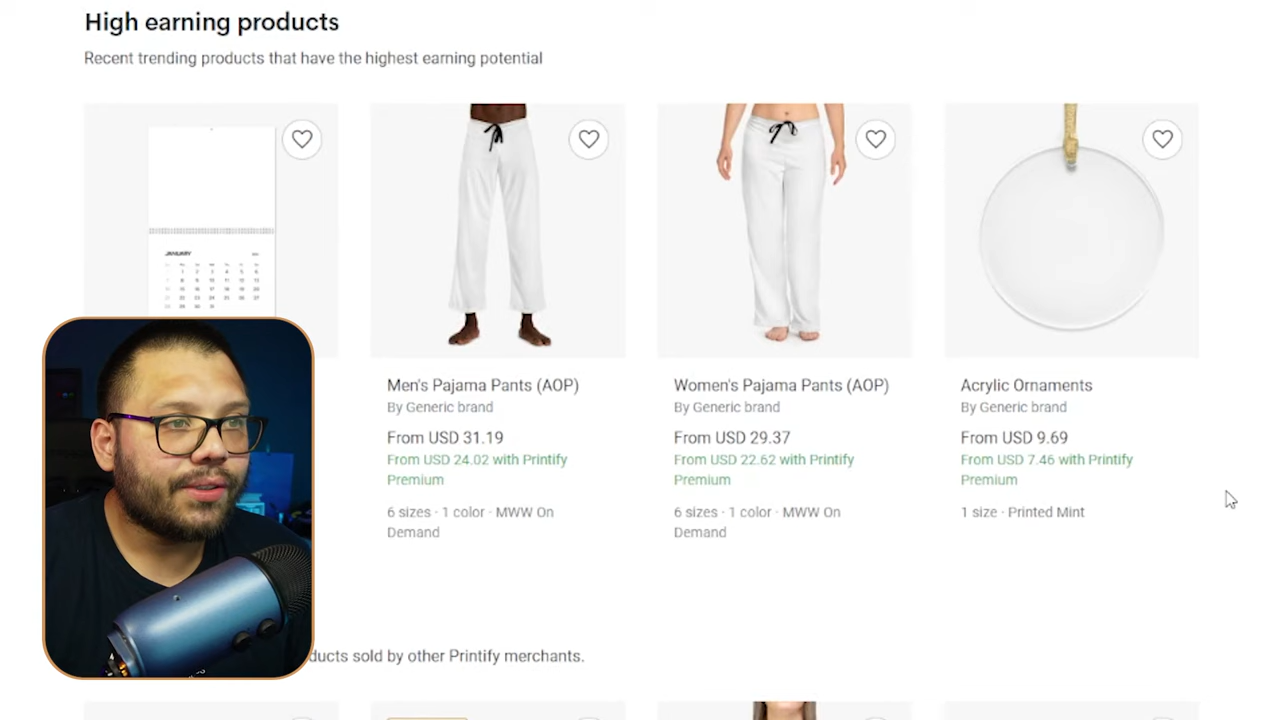 High earning products
Recent trending products that have the highest earning potential
JANUARY
Men's Pajama Pants (AOP)
By Generic brand
From USD 31.19
From USD 24.02 with Printify
Premium
6 sizes · 1 color · MWW On
Demand
Women's Pajama Pants (AOP)
By Generic brand
From USD 29.37
From USD 22.62 with Printify
Premium
6 sizes · 1 color · MWW On
Demand
Acrylic Ornaments
By Generic brand
From USD 9.69
From USD 7.46 with Printify
Premium
1 size · Printed Mint
ducts sold by other Printify merchants.